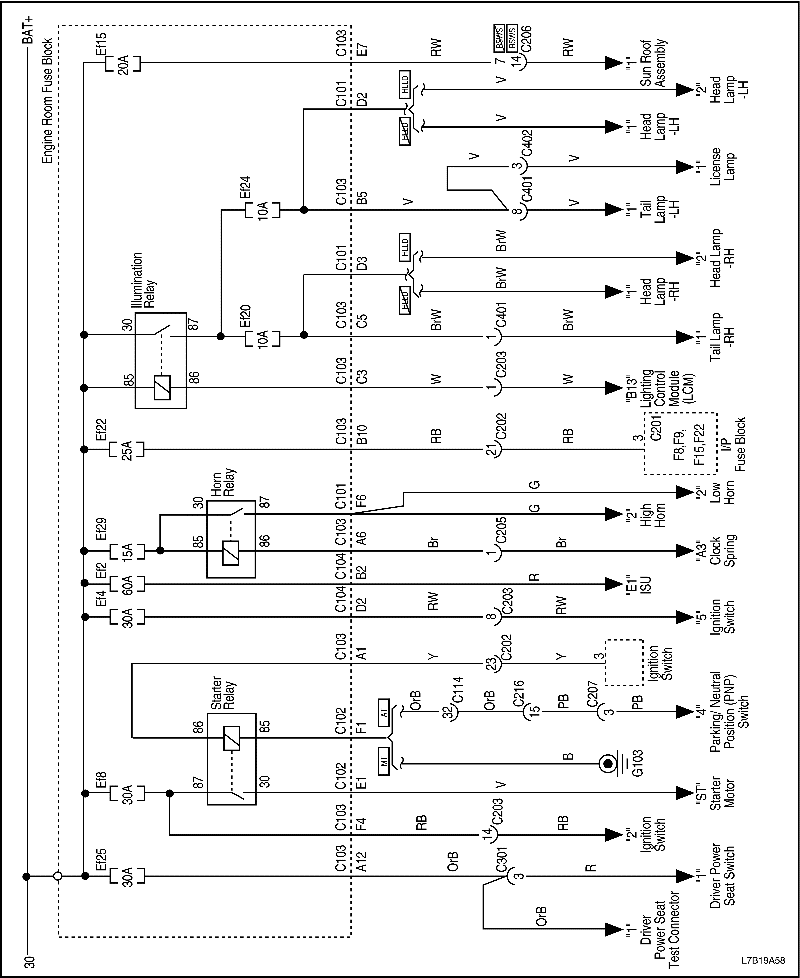 30
BAT+
Engine Room Fuse Block
Ef25
30A
C103
A12
OrB
C301
3
R
"1"
Driver Power
Seat Switch
OrB
"1"
Driver
Power Seat
Test Connector
Ef8
30A
C103
F4
RB
14
C203
RB
"2"
Ignition
Switch
Starter
Relay
87
30
86
85
C102
E1
V
"ST"
Starter
Motor
C102
F1
M1
B
G103
A1
OrB
32
C114
OrB
15
C216
PB
3
C207
PB
"4"
Parking/ Neutral
Position (PNP)
Switch
C103
A1
Y
23
C202
Y
3
Ignition
Switch
Ef4
30A
C104
D2
RW
8
C203
RW
"5"
Ignition
Switch
Ef2
60A
C104
B2
R
"E1"
ISU
Ef29
15A
Horn
Relay
30
87
85
86
C103
A6
Br
1
C205
Br
"A3"
Clock
Spring
C101
F6
G
"2"
High
Horn
G
"2"
Low
Horn
Ef22
25A
C103
B10
RB
21
C202
RB
3
C201
F8,F9,
F15,F22
I/P
Fuse Block
Illumination
Relay
30
87
85
86
C103
C3
W
1
C203
W
"B13"
Lighting
Control
Module
(LCM)
Ef20
10A
C103
C5
BrW
1
C401
BrW
"1"
Tail Lamp
-RH
C101
D3
HLLD
BrW
"1"
Head
Lamp
-RH
HLLD
BrW
"2"
Head Lamp
-RH
Ef24
10A
C103
B5
V
8
C401
V
"1"
Tail
Lamp
-LH
V
3
C402
V
"1"
License
Lamp
C101
D2
HLLD
V
"1"
Head
Lamp
-LH
HLLD
V
"2"
Head
Lamp
-LH
Ef15
20A
C103
E7
RW
7
14
C206
RW
"1"
Sun Roof
Assembly
L7B19A58